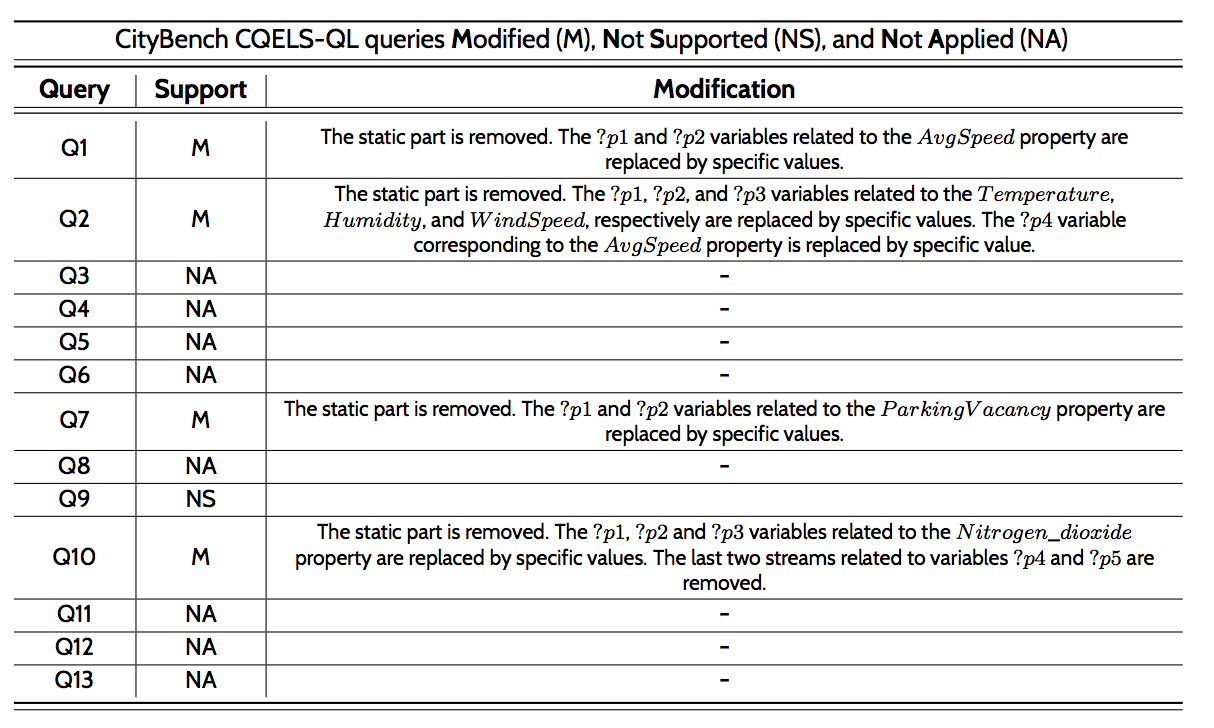 CityBench CQELS-QL queries Modified (M), Not Supported (NS), and Not Applied (NA)
Query Support Modification
Q1 M The static part is removed. The ?p1 and ?p2 variables related to the AvgSpeed property are
replaced by specific values.
Q2 M The static part is removed. The ?p1, ?p2, and ?p3 variables related to the Temperature,
Humidity, and WindSpeed, respectively are replaced by specific values. The ?p4 variable
corresponding to the AvgSpeed property is replaced by specific value.
Q3 NA –
Q4 NA –
Q5 NA –
Q6 NA –
Q7 M The static part is removed. The ?p1 and ?p2 variables related to the ParkingVacancy property are
replaced by specific values.
Q8 NA –
Q9 NS
Q10 M The static part is removed. The ?p1, ?p2 and ?p3 variables related to the Nitrogen_dioxide
property are replaced by specific values. The last two streams related to variables ?p4 and ?p5 are
removed.
Q11 NA –
Q12 NA –
Q13 NA –